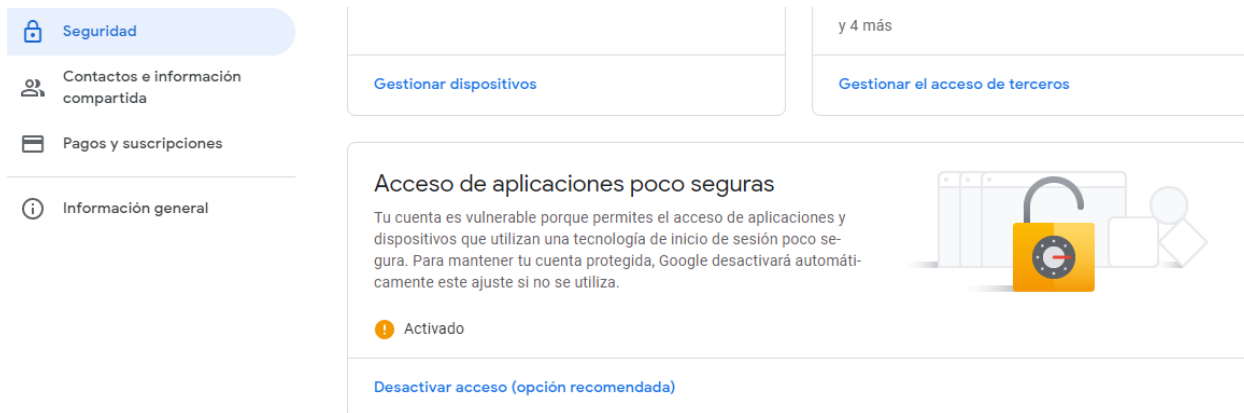 Seguridad
Contactos e información
compartida
Pagos y suscripciones
Información general
y 4 más
Gestionar dispositivos
Gestionar el acceso de terceros
Acceso de aplicaciones poco seguras
Tu cuenta es vulnerable porque permites el acceso de aplicaciones y
dispositivos que utilizan una tecnología de inicio de sesión poco se-
gura. Para mantener tu cuenta protegida, Google desactivará automáti-
camente este ajuste si no se utiliza.
Activado
Desactivar acceso (opción recomendada)